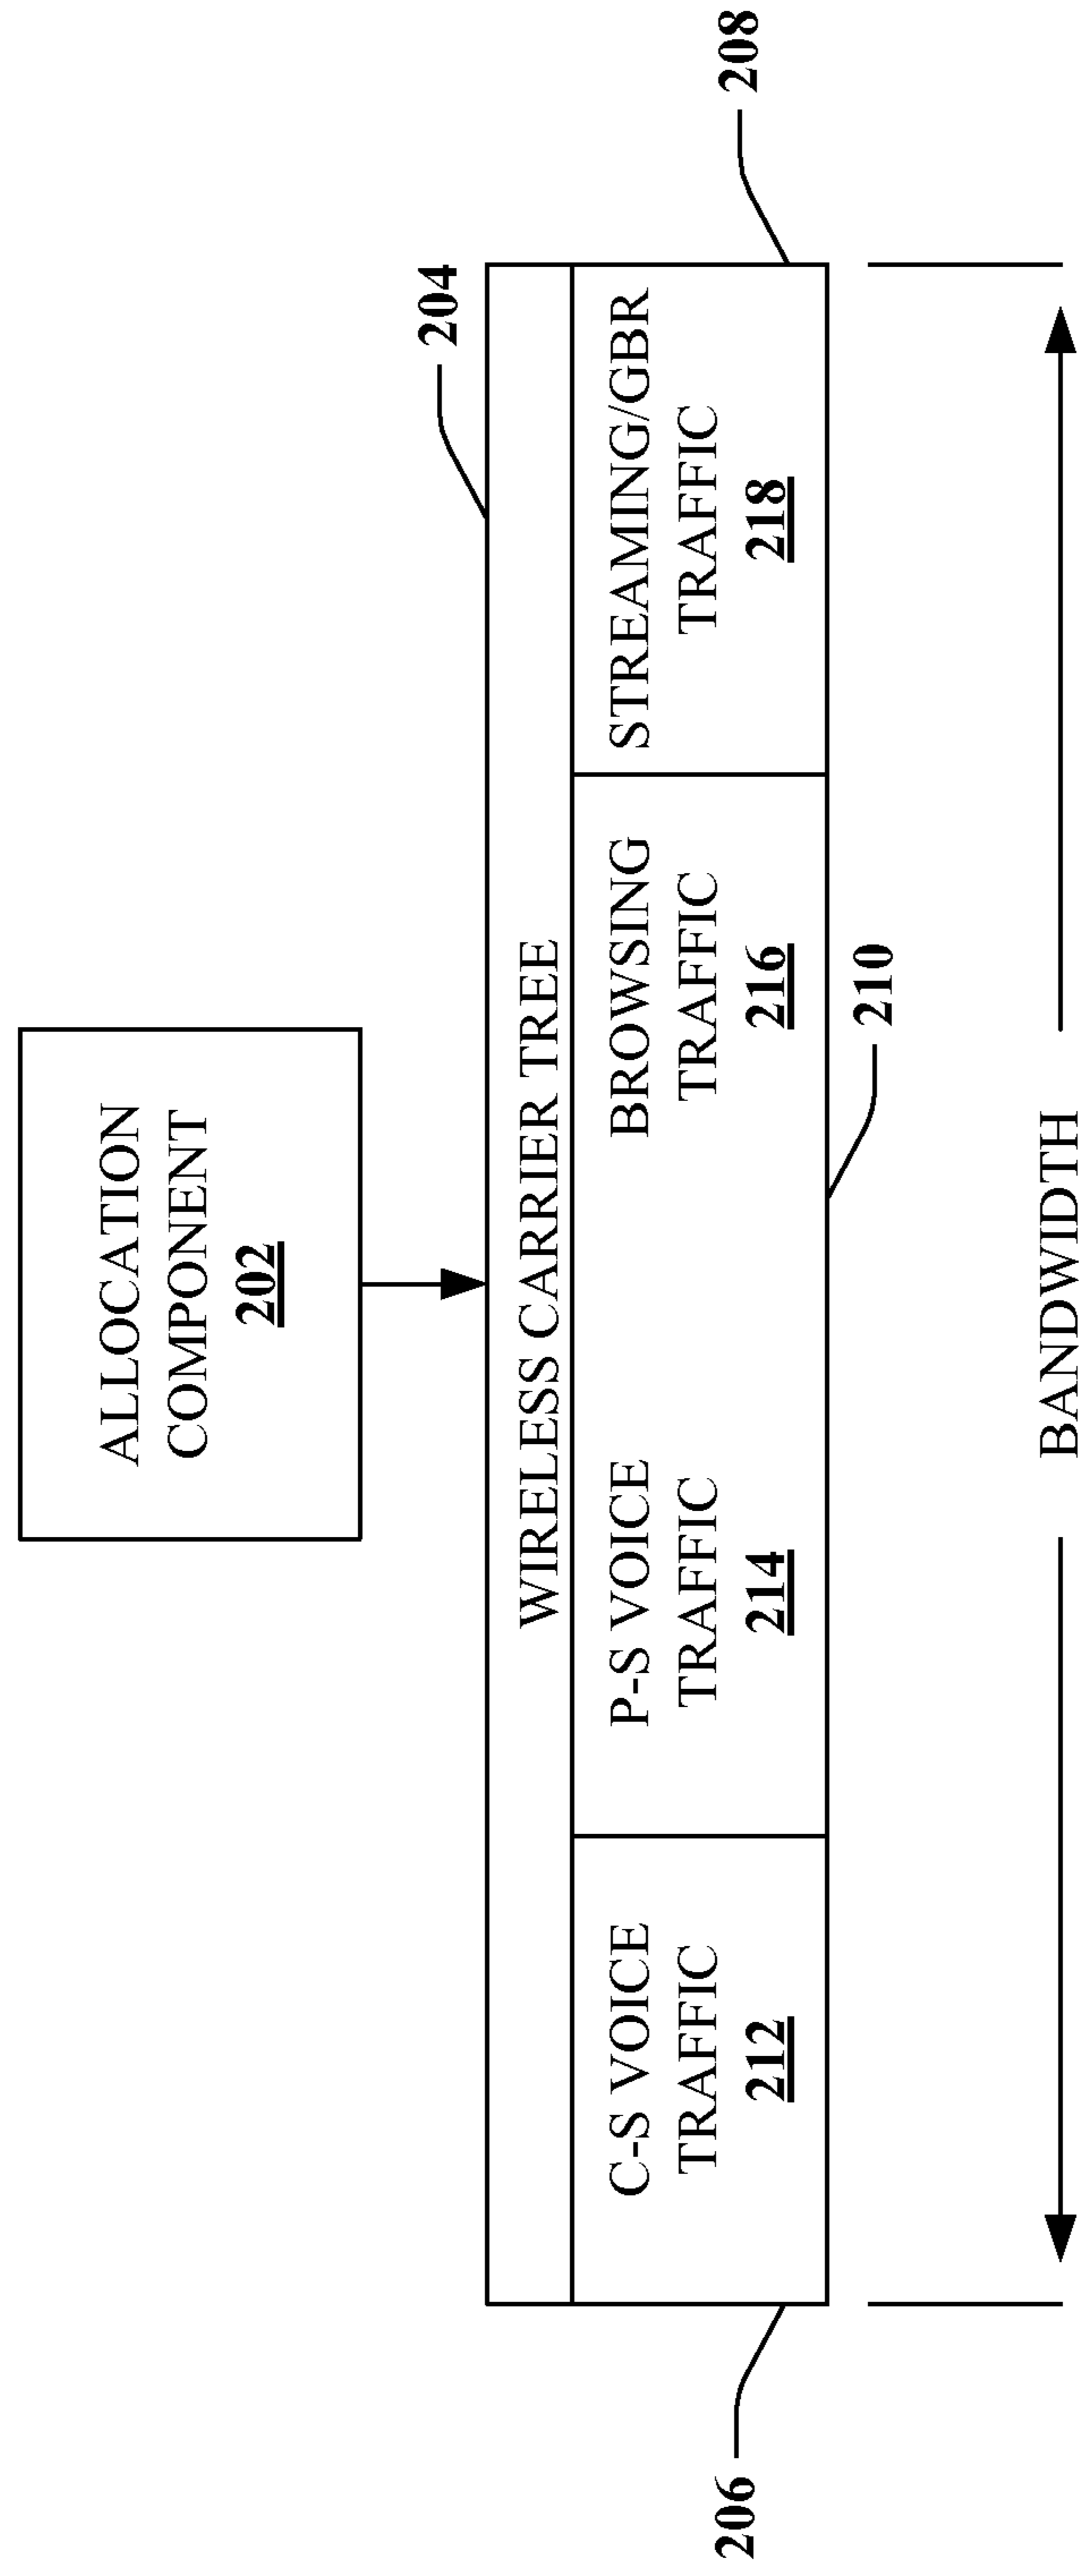 ALLOCATION
COMPONENT
202
204
WIRELESS CARRIER TREE
C-S VOICE
TRAFFIC
212
P-S VOICE
TRAFFIC
214
BROWSING
TRAFFIC
216
STREAMING/GBR
TRAFFIC
218
206
208
210
BANDWIDTH